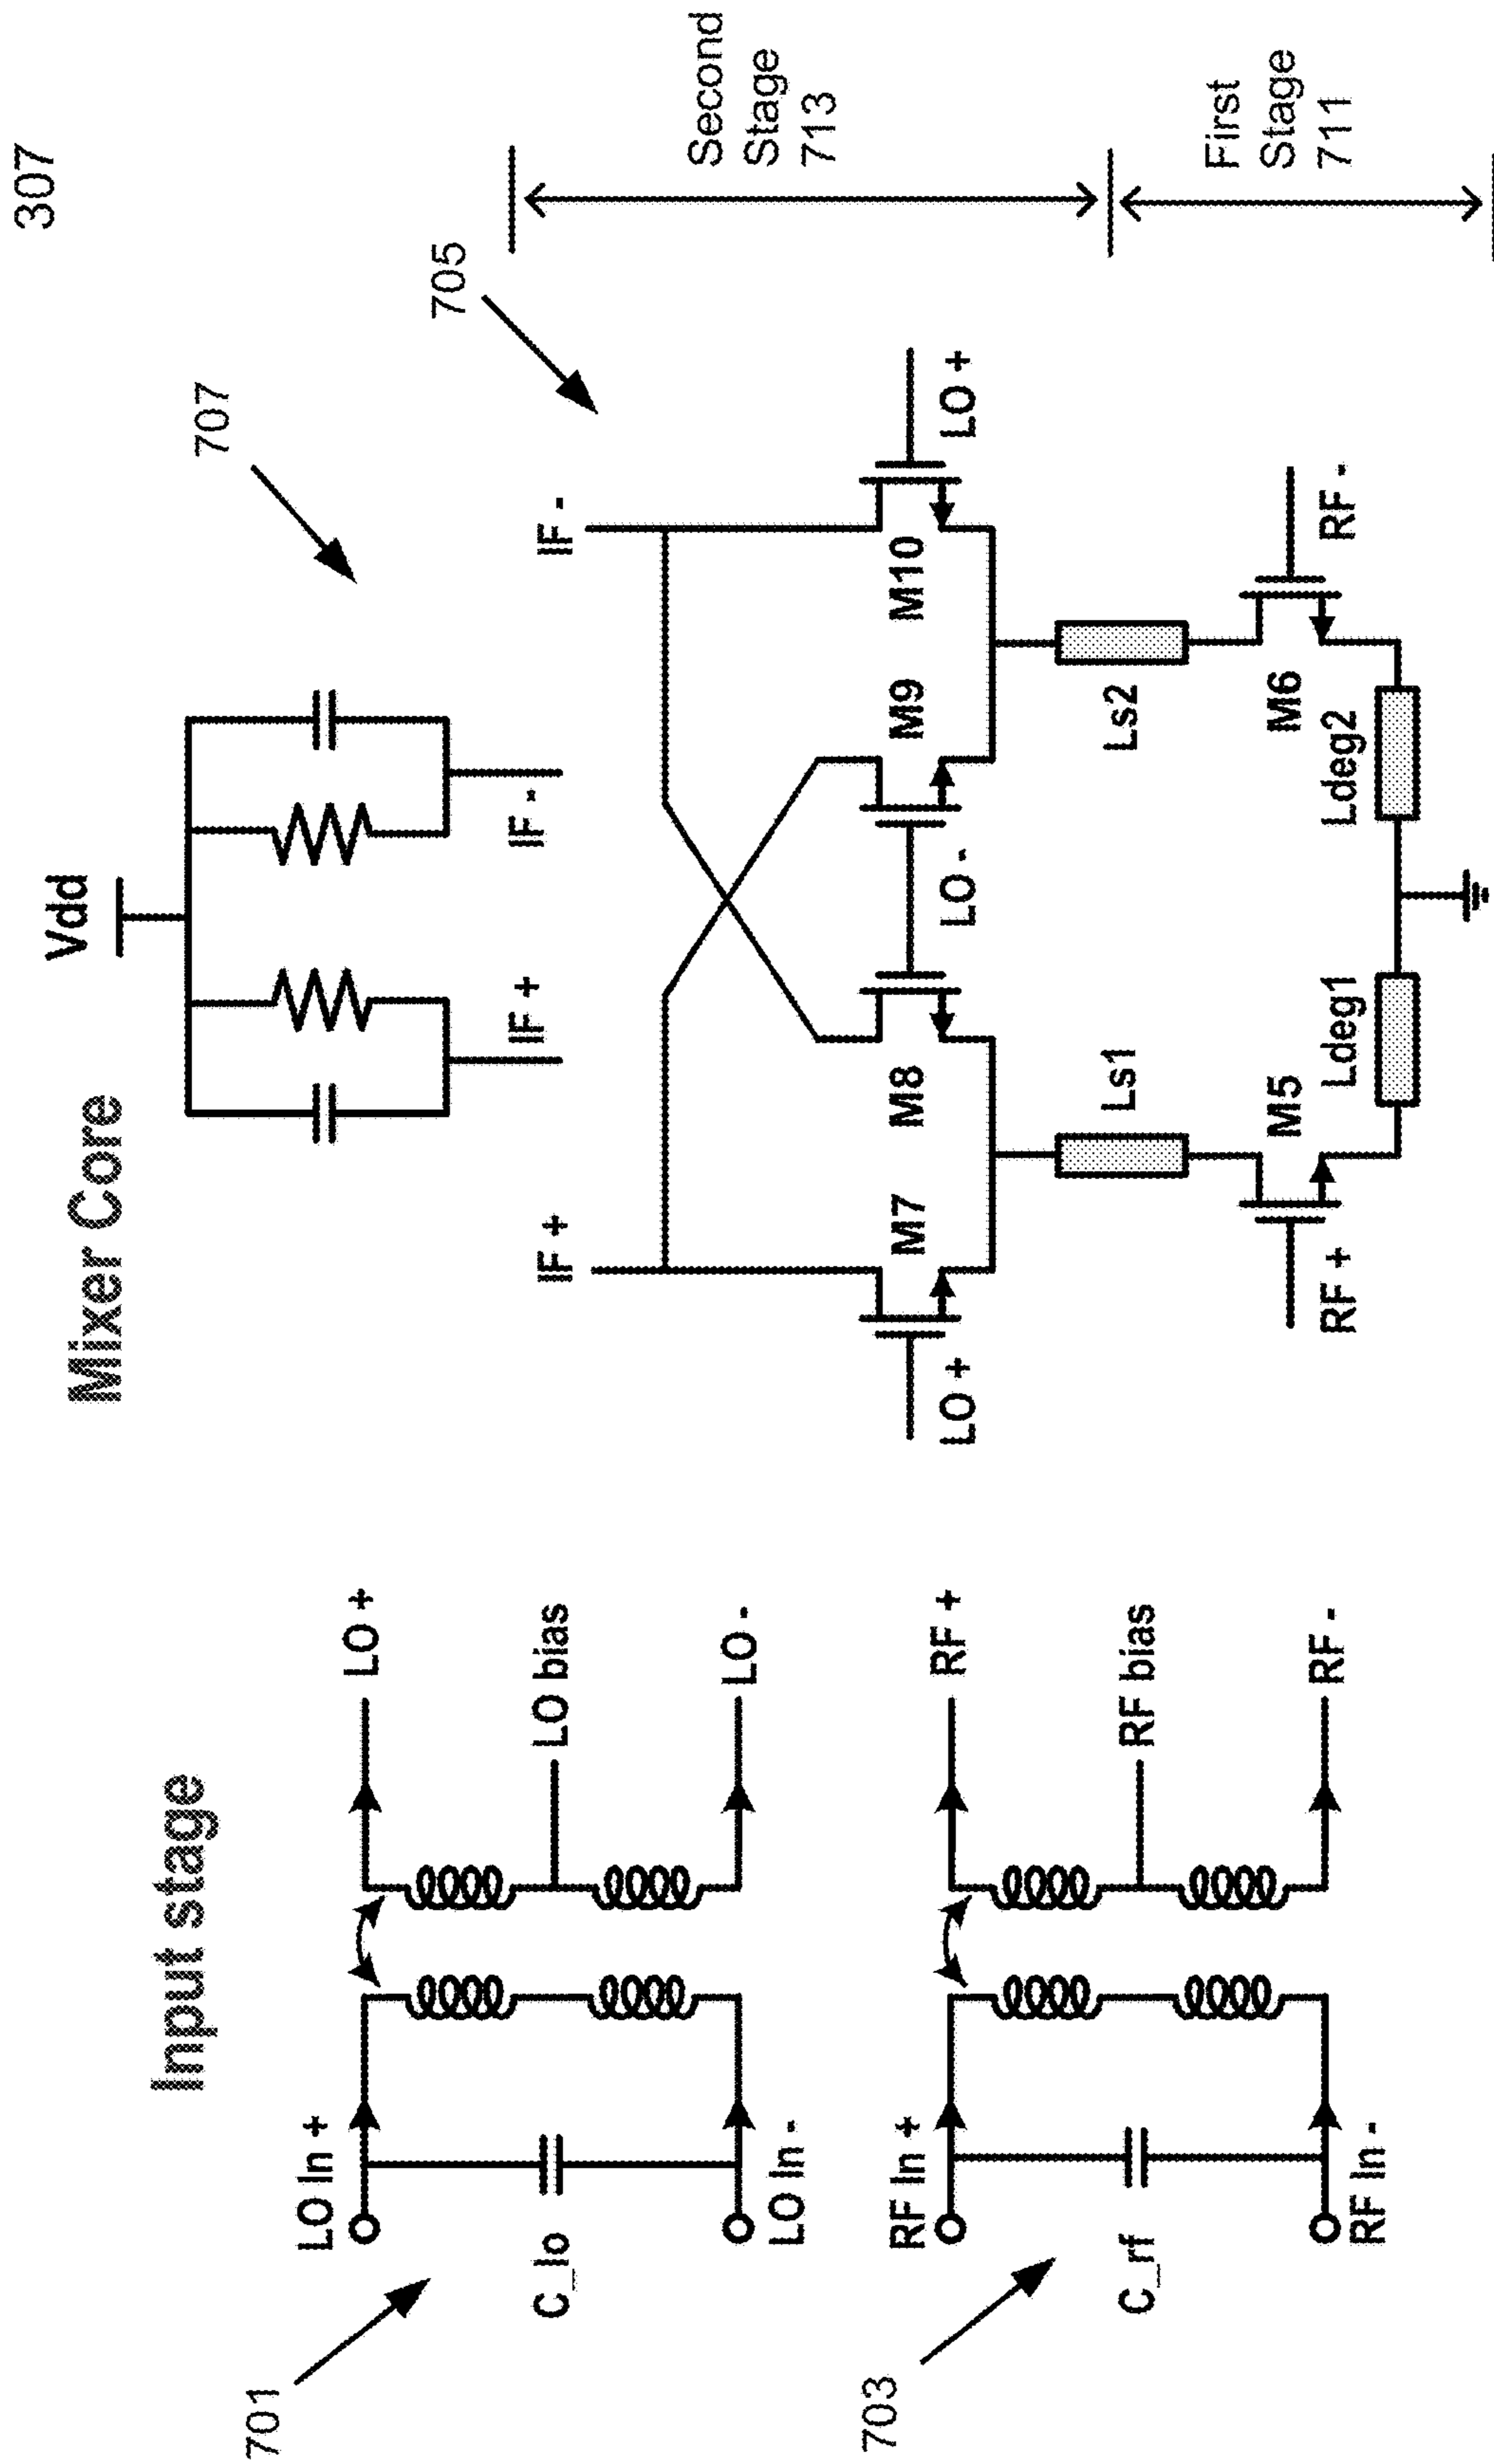 307
Input stage
Mixer Core
701
LO In +
C_lo
LO In -
LO +
LO bias
LO -
703
RF In +
C_rf
RF In -
RF +
RF bias
RF -
Vdd
707
IF +
IF -
705
IF +
IF -
LO +
M7
M8
LO -
M9
M10
LO +
Ls1
Ls2
RF +
M5
M6
RF -
Ldeg1
Ldeg2
Second
Stage
713
First
Stage
711